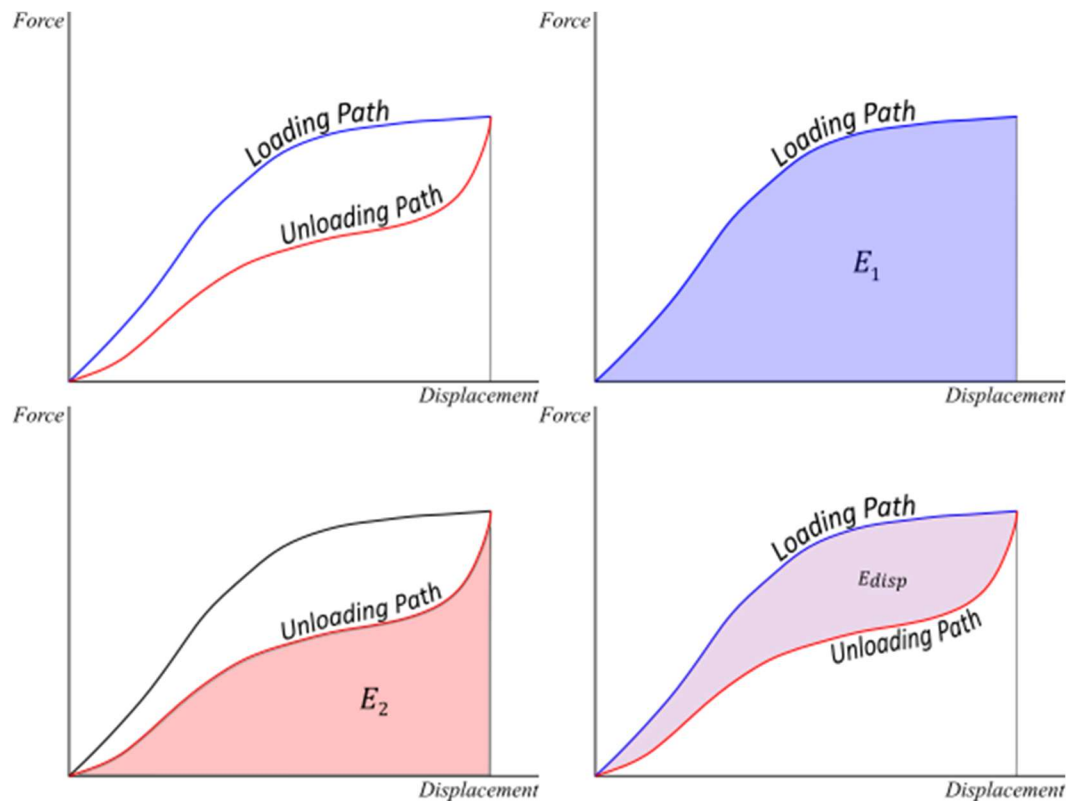 Force
Loading Path
Unloading Path
Displacement
Force
Loading Path
E1
Displacement
Force
Unloading Path
E2
Displacement
Force
Loading Path
Edisp
Unloading Path
Displacement